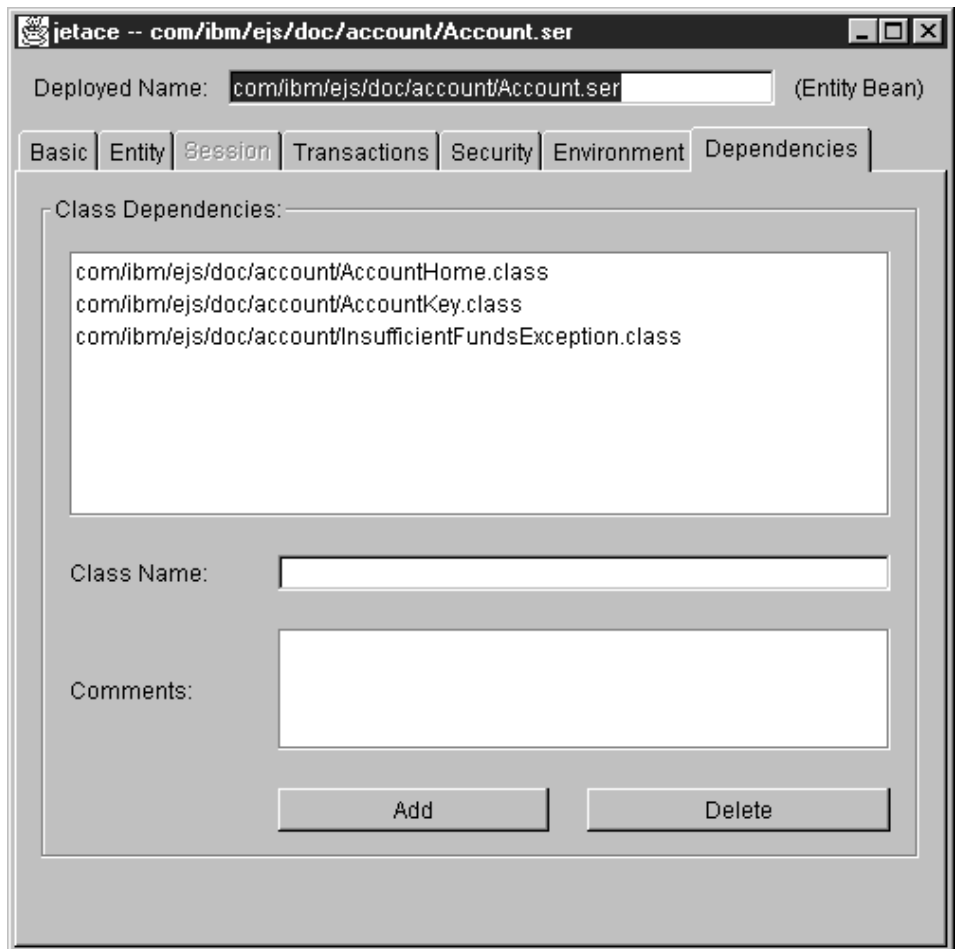 jetace -- com/ibm/ejs/doc/account/Account.ser
Deployed Name: com/ibm/ejs/doc/account/Account.ser (Entity Bean)
Basic Entity Session Transactions Security Environment Dependencies
Class Dependencies:
com/ibm/ejs/doc/account/AccountHome.class
com/ibm/ejs/doc/account/AccountKey.class
com/ibm/ejs/doc/account/InsufficientFundsException.class
Class Name:
Comments:
Add Delete